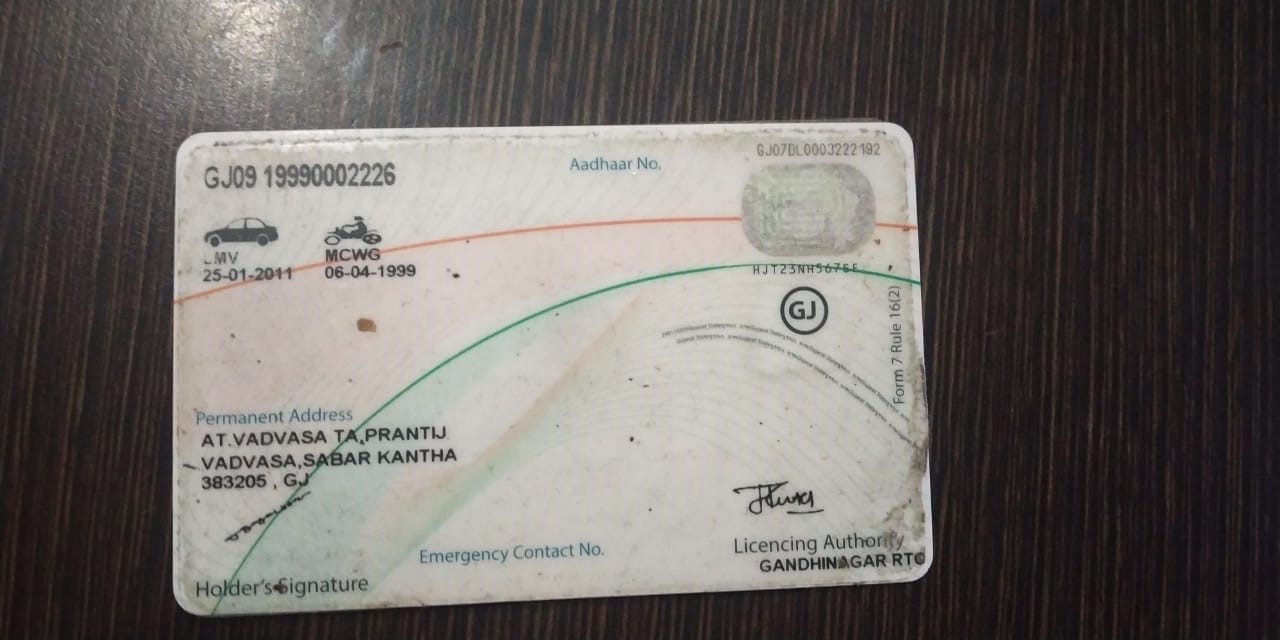 GJ09 19990002226
Aadhaar No.
GJ07DL0003222192
LMV
MCWG
25-01-2011
06-04-1999
HJT23NH5678E
GJ
Form 7 Rule 16(2)
Permanent Address
AT.VADVASA TA,PRANTIJ
VADVASA,SABAR KANTHA
383205 , GJ
Emergency Contact No.
Licencing Authority
GANDHINAGAR RTO
Holder's Signature